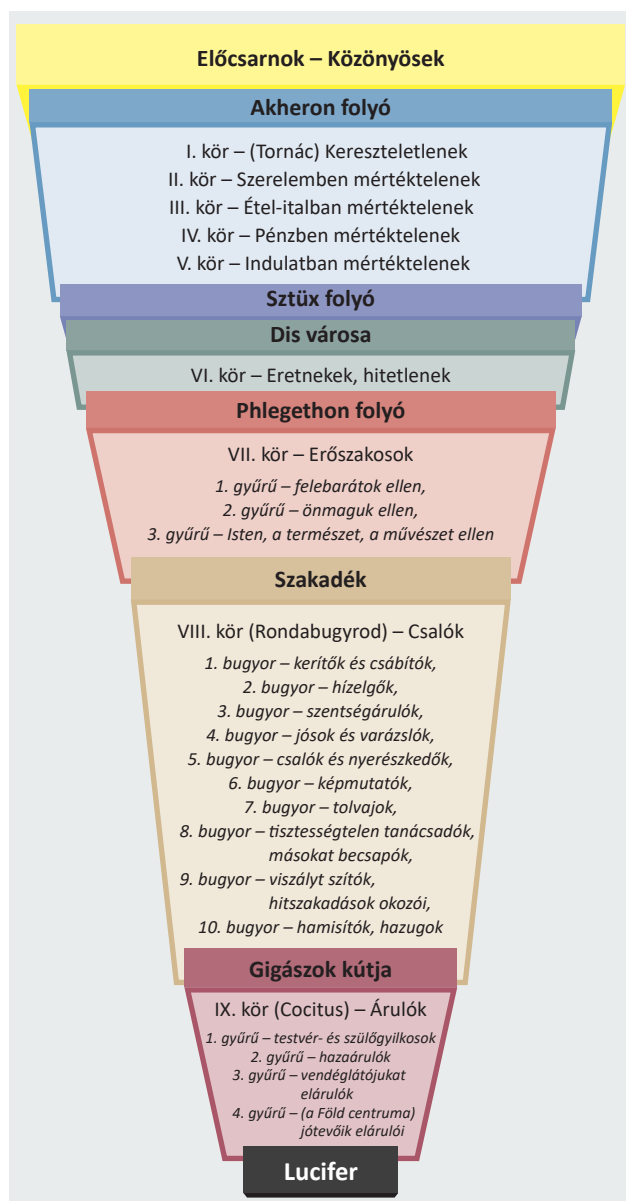 Előcsarnok – Közönyösek
Akheron folyó
I. kör – (Tornác) Kereszteletlenek
II. kör – Szerelemben mértéktelenek
III. kör – Étel-italban mértéktelenek
IV. kör – Pénzben mértéktelenek
V. kör – Indulatban mértéktelenek
Sztüx folyó
Dis városa
VI. kör – Eretnekek, hitetlenek
Phlegethon folyó
VII. kör – Erőszakosok
1. gyűrű – felebarátok ellen,
2. gyűrű – önmaguk ellen,
3. gyűrű – Isten, a természet, a művészet ellen
Szakadék
VIII. kör (Rondabugyrod) – Csalók
1. bugyor – kerítők és csábítók,
2. bugyor – hízelgők,
3. bugyor – szentségárulók,
4. bugyor – jósok és varázslók,
5. bugyor – csalók és nyerészkedők,
6. bugyor – képmutatók,
7. bugyor – tolvajok,
8. bugyor – tisztességtelen tanácsadók,
másokat becsapók,
9. bugyor – viszályt szítók,
hitszakadások okozói,
10. bugyor – hamisítók, hazugok
Gigászok kútja
IX. kör (Cocitus) – Árulók
1. gyűrű – testvér- és szülőgyilkosok
2. gyűrű – hazaárulók
3. gyűrű – vendéglátójukat
elárulók
4. gyűrű – (a Föld centruma)
jótevőik elárulói
Lucifer